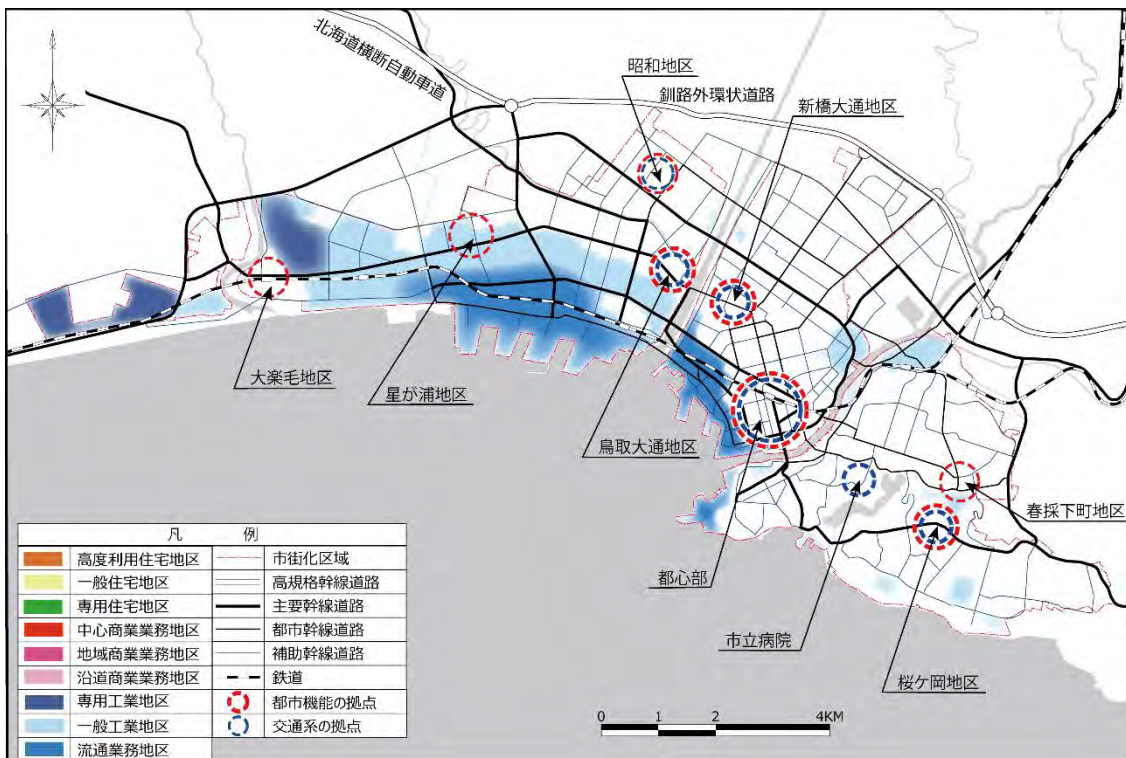 北海道横断自動車道
昭和地区
釧路外環状道路
新橋大通地区
大楽毛地区
星が浦地区
鳥取大通地区
春採下町地区
都心部
市立病院
桜ケ岡地区
凡 例
高度利用住宅地区
市街化区域
一般住宅地区
高規格幹線道路
専用住宅地区
主要幹線道路
中心商業業務地区
都市幹線道路
地域商業業務地区
補助幹線道路
沿道商業業務地区
鉄道
専用工業地区
都市機能の拠点
一般工業地区
交通系の拠点
流通業務地区
0 1 2 4KM